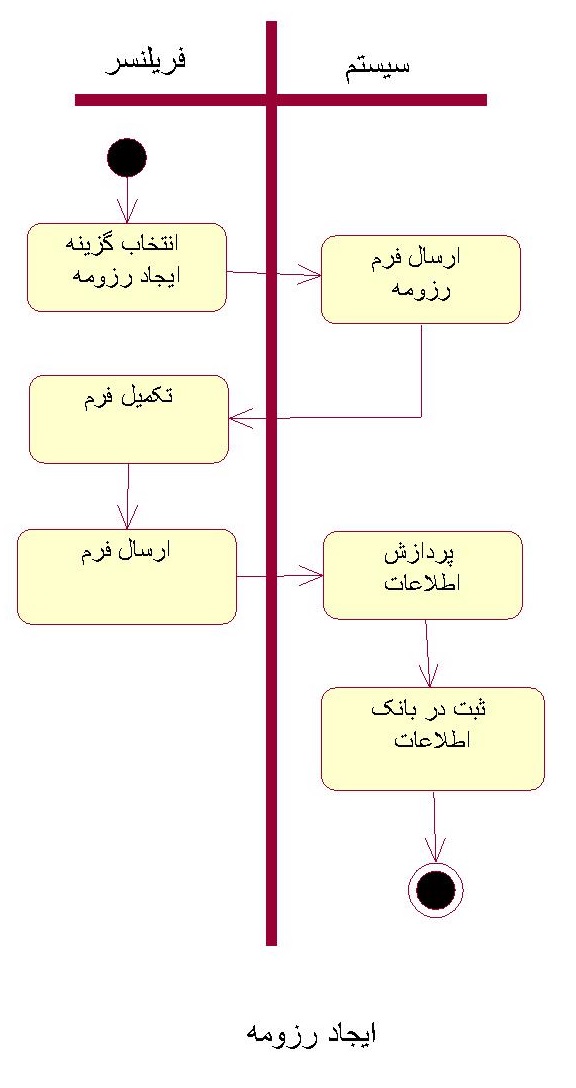 فریلنسر
سیستم
انتخاب گزینه
ایجاد رزومه
ارسال فرم
رزومه
تکمیل فرم
ارسال فرم
پردازش
اطلاعات
ثبت در بانک
اطلاعات
ایجاد رزومه